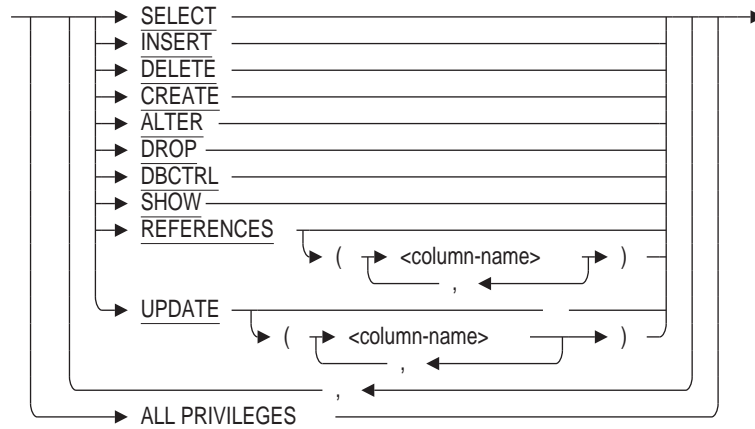 SELECT
INSERT
DELETE
CREATE
ALTER
DROP
DBCTRL
SHOW
REFERENCES
( <column-name> )
,
UPDATE
( <column-name> )
,
,
ALL PRIVILEGES